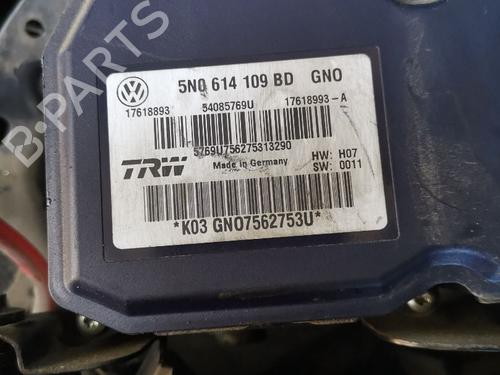 B-PARTS
5N0 614 109 BD GNO
17618893 54085769U 17618993-A
5769U756275313290
TRW Made in Germany HW: H07
SW: 0011
*K03 GNO7562753U*